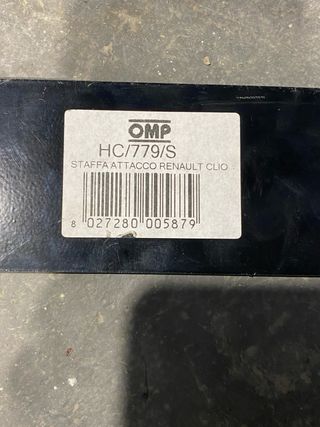 OMP
HC/779/S
STAFFA ATTACCO RENAULT CLIO
8 027280 005879